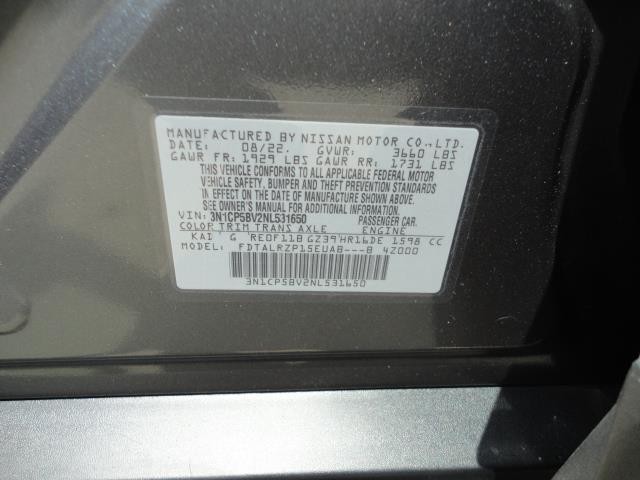 MANUFACTURED BY NISSAN MOTOR CO.,LTD.
DATE: 08/22. GVWR: 3660 LBS
GAWR FR: 1929 LBS GAWR RR: 1731 LBS
THIS VEHICLE CONFORMS TO ALL APPLICABLE FEDERAL MOTOR
VEHICLE SAFETY, BUMPER AND THEFT PREVENTION STANDARDS
IN EFFECT ON THE DATE OF MANUFACTURE SHOWN ABOVE.
SEE OWNER'S MANUAL FOR ADDITIONAL INFORMATION.
VIN: 3N1CP5BV2NL531650 PASSENGER CAR.
COLOR TRIM TRANS AXLE ENGINE
KAI G RE0F11B GZ39 HR16DE 1598 CC
FDTALRZP15EUAB---B 4Z000
3N1CP5BV2NL531650